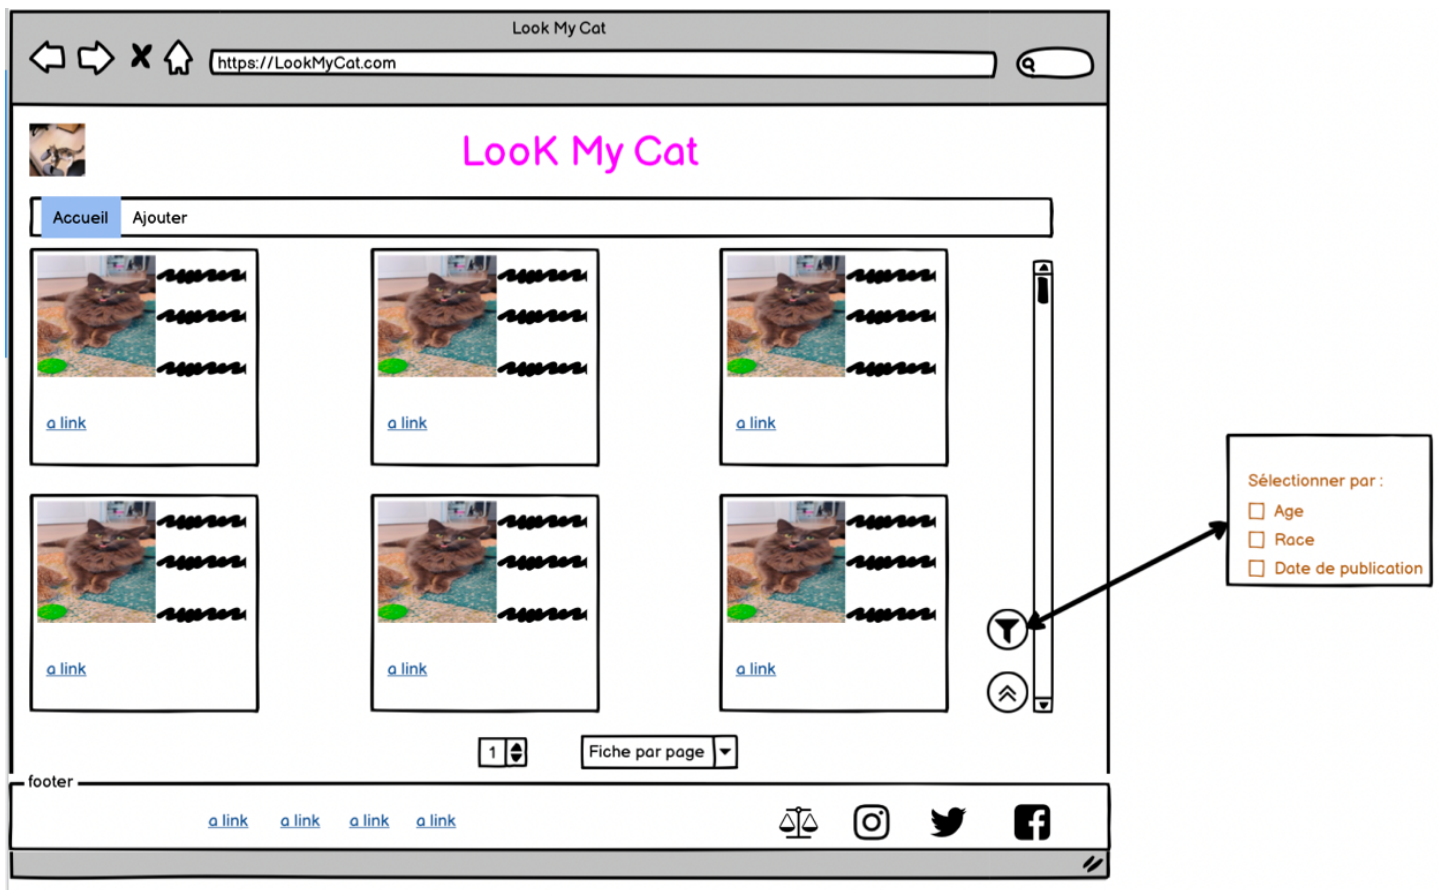 Look My Cat
https://LookMyCat.com
LooK My Cat
Accueil Ajouter
a link a link a link
Sélectionner par :
Age
Race
Date de publication
a link a link a link
1 Fiche par page
footer
a link a link a link a link